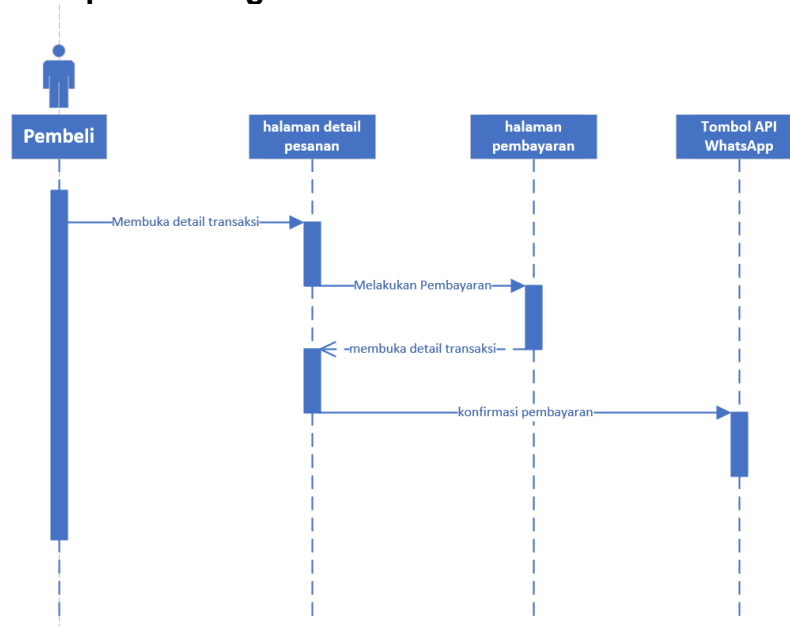 Pembeli
halaman detail
pesanan
halaman
pembayaran
Tombol API
WhatsApp
Membuka detail transaksi
Melakukan Pembayaran
membuka detail transaksi
konfirmasi pembayaran